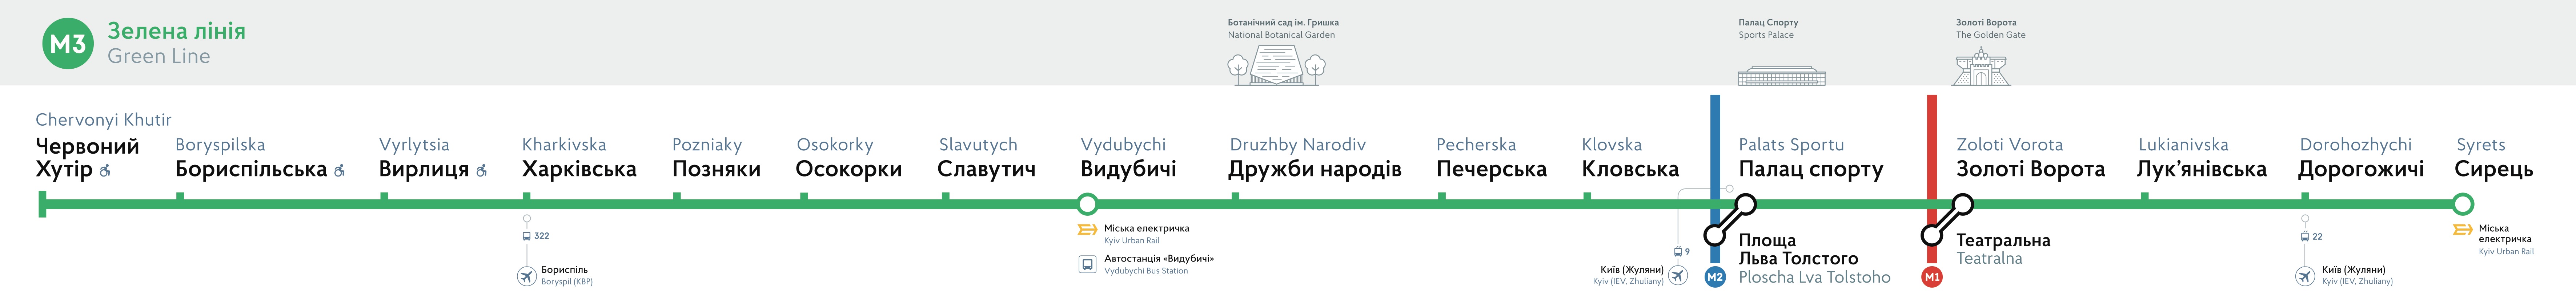 M3
Зелена лінія
Green Line
Ботанічний сад ім. Гришка
National Botanical Garden
Палац Спорту
Sports Palace
Золоті Ворота
The Golden Gate
Chervonyi Khutir
Червоний
Хутір
Boryspilska
Бориспільська
Vyrlytsia
Вирлиця
Kharkivska
Харківська
Pozniaky
Позняки
Osokorky
Осокорки
Slavutych
Славутич
Vydubychi
Видубичі
Druzhby Narodiv
Дружби народів
Pecherska
Печерська
Klovska
Кловська
Palats Sportu
Палац спорту
Zoloti Vorota
Золоті Ворота
Lukianivska
Лук’янівська
Dorohozhychi
Дорогожичі
Syrets
Сирець
322
Бориспіль
Boryspil (KBP)
Міська електричка
Kyiv Urban Rail
Автостанція «Видубичі»
Vydubychi Bus Station
9
Київ (Жуляни)
Kyiv (IEV, Zhuliany)
M2
Площа
Льва Толстого
Ploscha Lva Tolstoho
M1
Театральна
Teatralna
22
Київ (Жуляни)
Kyiv (IEV, Zhuliany)
Міська
електричка
Kyiv Urban Rail